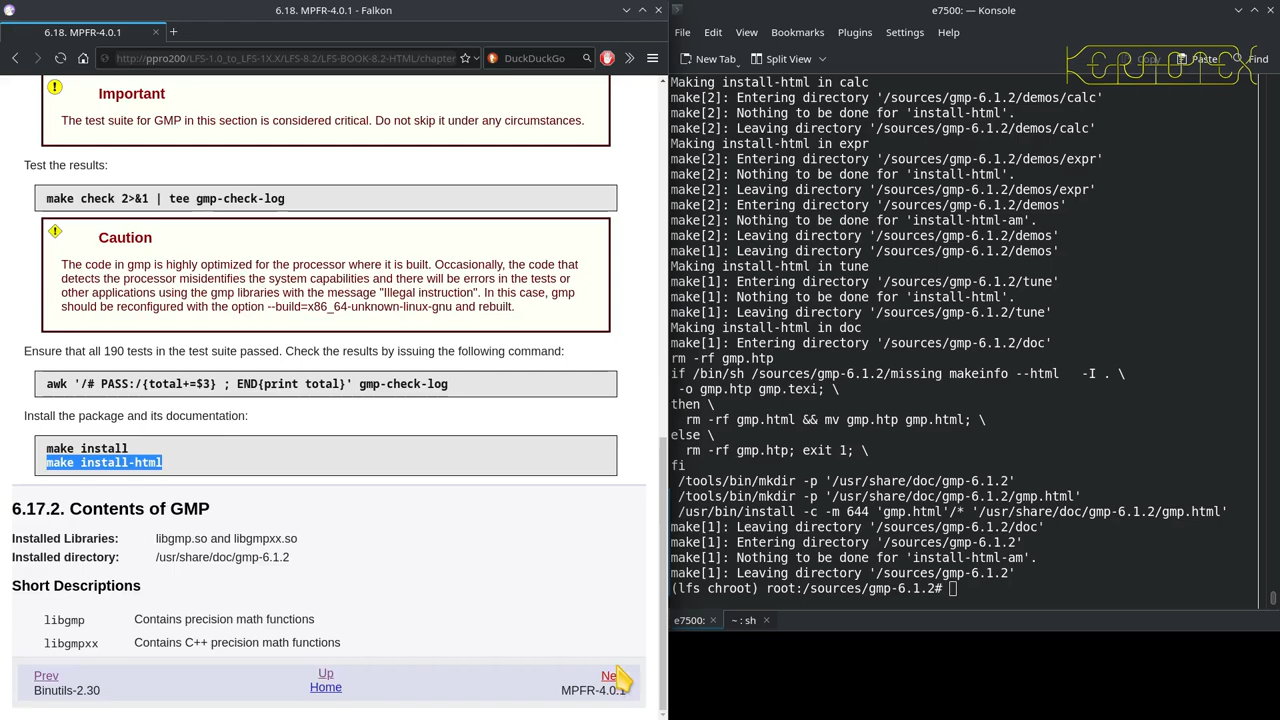 6.18. MPFR-4.0.1 - Falkon
6.18. MPFR-4.0.1
http://ppro200/LFS-1.0_to_LFS-1X.X/LFS-8.2/LFS-BOOK-8.2-HTML/chapter
DuckDuckGo
Important
The test suite for GMP in this section is considered critical. Do not skip it under any circumstances.
Test the results:
make check 2>&1 | tee gmp-check-log
Caution
The code in gmp is highly optimized for the processor where it is built. Occasionally, the code that
detects the processor misidentifies the system capabilities and there will be errors in the tests or
other applications using the gmp libraries with the message "Illegal instruction". In this case, gmp
should be reconfigured with the option --build=x86_64-unknown-linux-gnu and rebuilt.
Ensure that all 190 tests in the test suite passed. Check the results by issuing the following command:
awk '/# PASS:/{total+=$3} ; END{print total}' gmp-check-log
Install the package and its documentation:
make install
make install-html
6.17.2. Contents of GMP
Installed Libraries: libgmp.so and libgmpxx.so
Installed directory: /usr/share/doc/gmp-6.1.2
Short Descriptions
libgmp Contains precision math functions
libgmpxx Contains C++ precision math functions
Prev Up Ne
Binutils-2.30 Home MPFR-4.0.1
e7500: — Konsole
File Edit View Bookmarks Plugins Settings Help
New Tab Split View Copy Paste Find
KERNOTEX
Making install-html in calc
make[2]: Entering directory '/sources/gmp-6.1.2/demos/calc'
make[2]: Nothing to be done for 'install-html'.
make[2]: Leaving directory '/sources/gmp-6.1.2/demos/calc'
Making install-html in expr
make[2]: Entering directory '/sources/gmp-6.1.2/demos/expr'
make[2]: Nothing to be done for 'install-html'.
make[2]: Leaving directory '/sources/gmp-6.1.2/demos/expr'
make[2]: Entering directory '/sources/gmp-6.1.2/demos'
make[2]: Nothing to be done for 'install-html-am'.
make[2]: Leaving directory '/sources/gmp-6.1.2/demos'
make[1]: Leaving directory '/sources/gmp-6.1.2/demos'
Making install-html in tune
make[1]: Entering directory '/sources/gmp-6.1.2/tune'
make[1]: Nothing to be done for 'install-html'.
make[1]: Leaving directory '/sources/gmp-6.1.2/tune'
Making install-html in doc
make[1]: Entering directory '/sources/gmp-6.1.2/doc'
rm -rf gmp.htp
if /bin/sh /sources/gmp-6.1.2/missing makeinfo --html   -I . \
 -o gmp.htp gmp.texi; \
then \
  rm -rf gmp.html && mv gmp.htp gmp.html; \
else \
  rm -rf gmp.htp; exit 1; \
fi
 /tools/bin/mkdir -p '/usr/share/doc/gmp-6.1.2'
 /tools/bin/mkdir -p '/usr/share/doc/gmp-6.1.2/gmp.html'
 /usr/bin/install -c -m 644 'gmp.html'/* '/usr/share/doc/gmp-6.1.2/gmp.html'
make[1]: Leaving directory '/sources/gmp-6.1.2/doc'
make[1]: Entering directory '/sources/gmp-6.1.2'
make[1]: Nothing to be done for 'install-html-am'.
make[1]: Leaving directory '/sources/gmp-6.1.2'
(lfs chroot) root:/sources/gmp-6.1.2#
e7500: ~ : sh